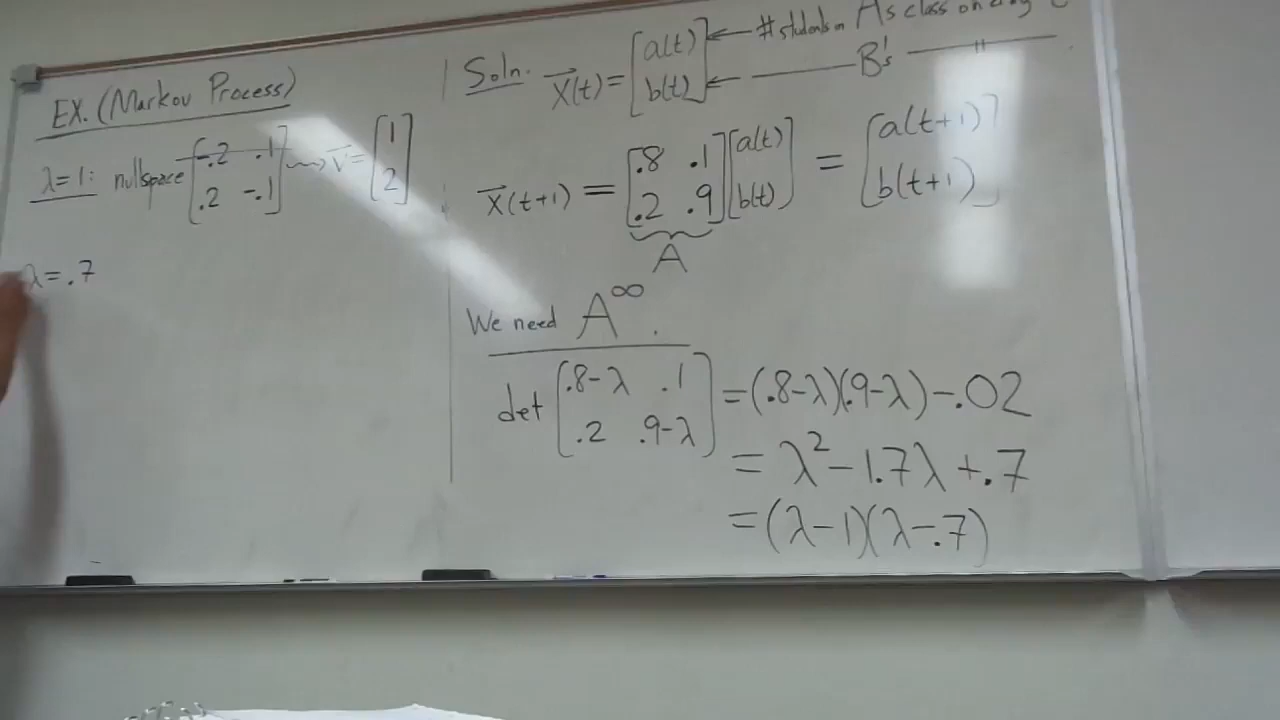 EX. (Markov Process)
λ=1: nullspace [-.2 .1
.2 -.1] ⇝ v⃗ = [1
2]
λ=.7
Soln. x⃗(t) = [a(t)
b(t)] ← # students in A's class on day
← —— B's —— " ——
x⃗(t+1) = [.8 .1
.2 .9] [a(t)
b(t)] = [a(t+1)
b(t+1)]
A
We need A^∞.
det [.8-λ .1
.2 .9-λ] = (.8-λ)(.9-λ) -.02
= λ² - 1.7λ + .7
= (λ-1)(λ-.7)